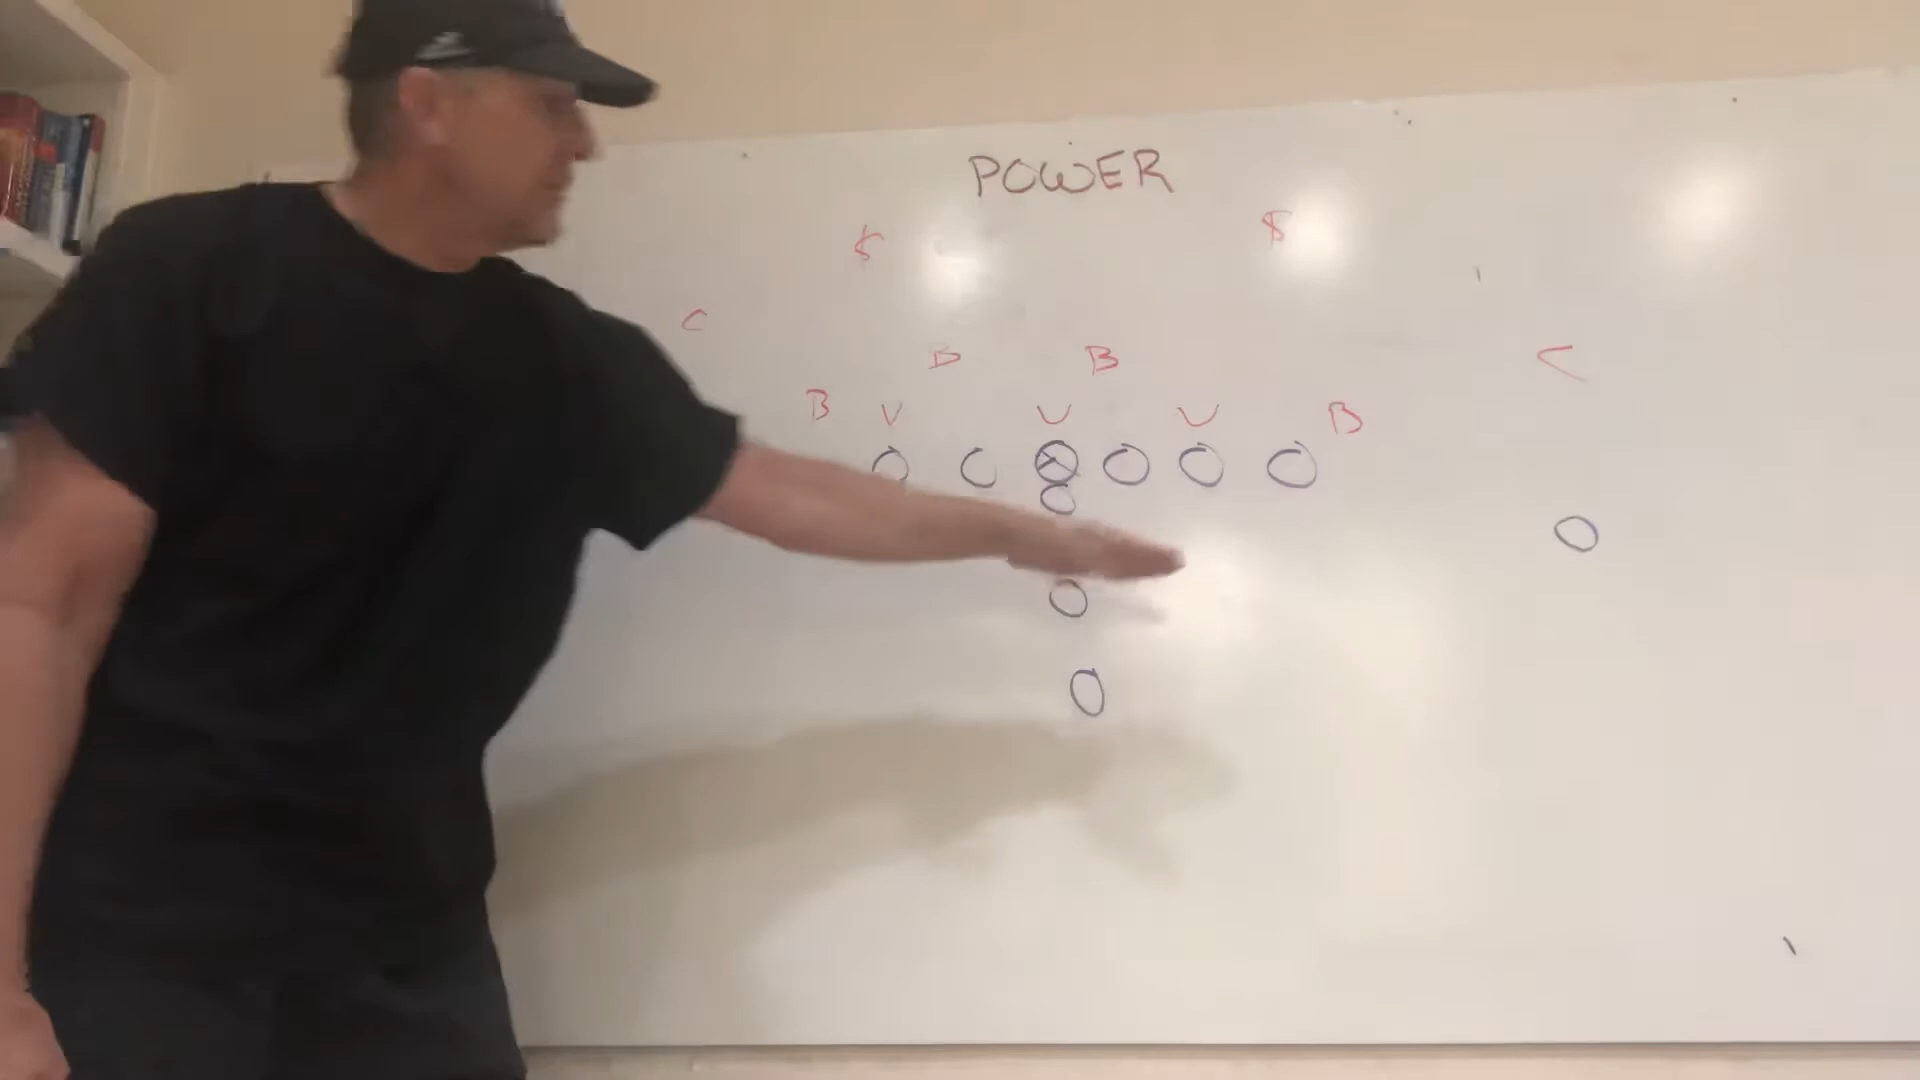 POWER
$ $
C
B B C
B V V V B